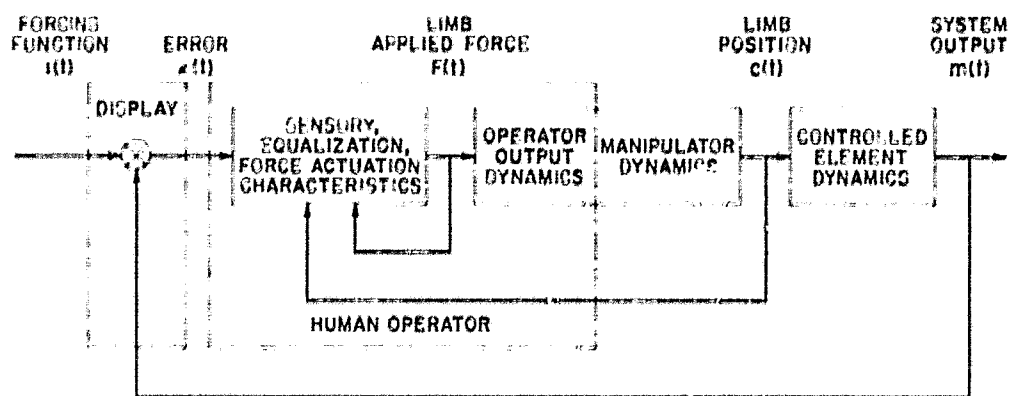 FORCING
FUNCTION
i(t)
ERROR
e(t)
LIMB
APPLIED FORCE
F(t)
LIMB
POSITION
c(t)
SYSTEM
OUTPUT
m(t)
DISPLAY
SENSORY,
EQUALIZATION,
FORCE ACTUATION
CHARACTERISTICS
OPERATOR
OUTPUT
DYNAMICS
MANIPULATOR
DYNAMICS
CONTROLLED
ELEMENT
DYNAMICS
HUMAN OPERATOR